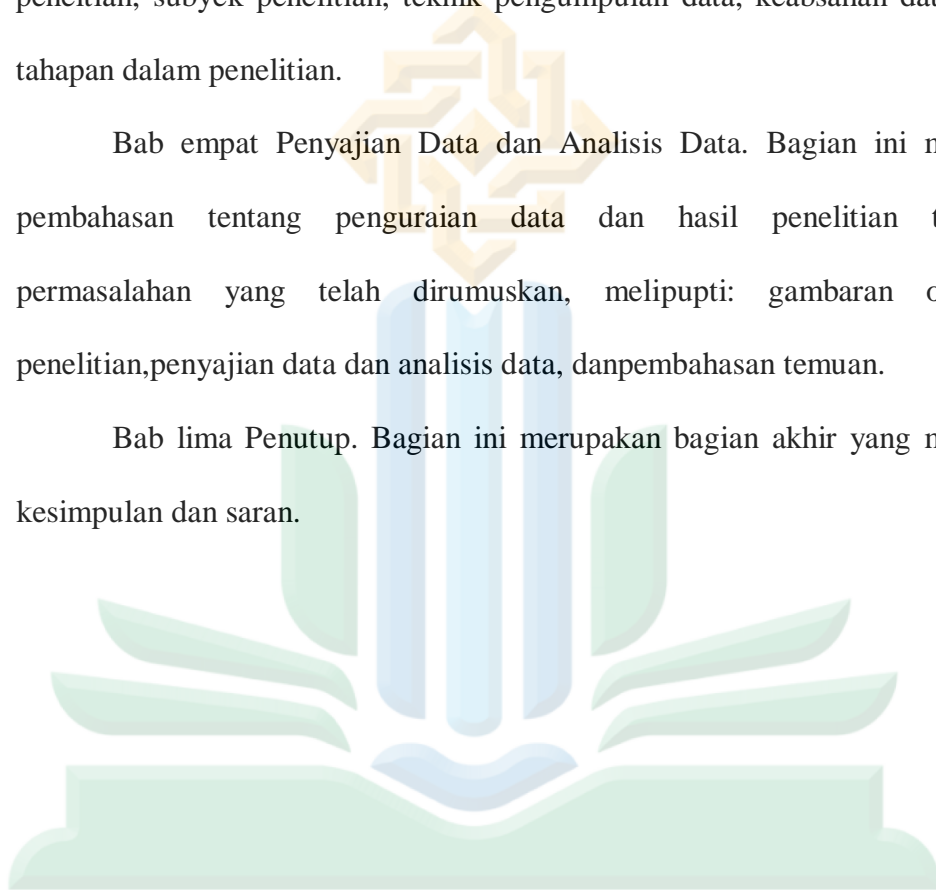 penelitian, subyek penelitian, teknik pengumpulan data, keabsahan
tahapan dalam penelitian.
Bab empat Penyajian Data dan Analisis Data. Bagian ini
pembahasan tentang penguraian data dan hasil penelitian
permasalahan yang telah dirumuskan, melipupti: gambaran
penelitian,penyajian data dan analisis data, danpembahasan temuan.
Bab lima Penutup. Bagian ini merupakan bagian akhir yang
kesimpulan dan saran.